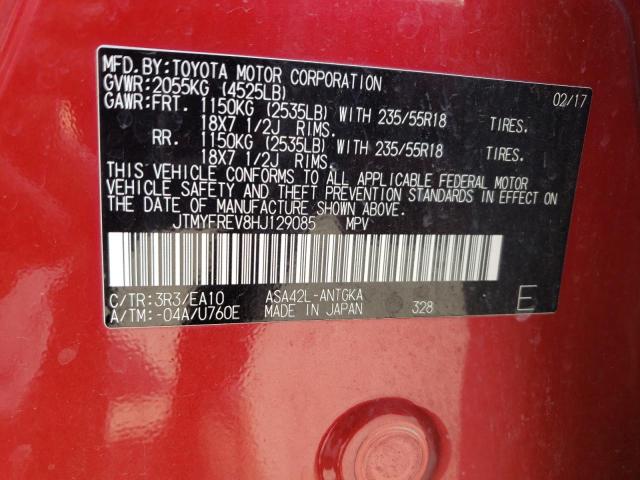 MFD.BY:TOYOTA MOTOR CORPORATION 02/17
GVWR:2055KG (4525LB)
GAWR:FRT. 1150KG (2535LB) WITH 235/55R18 TIRES.
18X7 1/2J RIMS.
RR. 1150KG (2535LB) WITH 235/55R18 TIRES.
18X7 1/2J RIMS.
THIS VEHICLE CONFORMS TO ALL APPLICABLE FEDERAL MOTOR
VEHICLE SAFETY AND THEFT PREVENTION STANDARDS IN EFFECT ON
THE DATE OF MANUFACTURE SHOWN ABOVE.
JTMYFREV8HJ129085 MPV
C/TR:3R3/EA10 ASA42L-ANTGKA E
A/TM:-04A/U760E MADE IN JAPAN 328